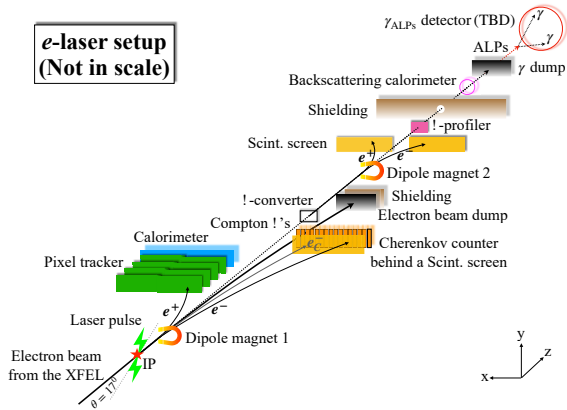 e-laser setup
(Not in scale)
γALPs detector (TBD)
γ
γ
ALPs
γ dump
Backscattering calorimeter
Shielding
!-profiler
Scint. screen
e+
e−
Dipole magnet 2
!-converter
Shielding
Electron beam dump
Compton !'s
Calorimeter
e−C
Cherenkov counter
behind a Scint. screen
Pixel tracker
e+
e−
Laser pulse
Dipole magnet 1
Electron beam
from the XFEL
IP
θ = 17⁰
y
z
x